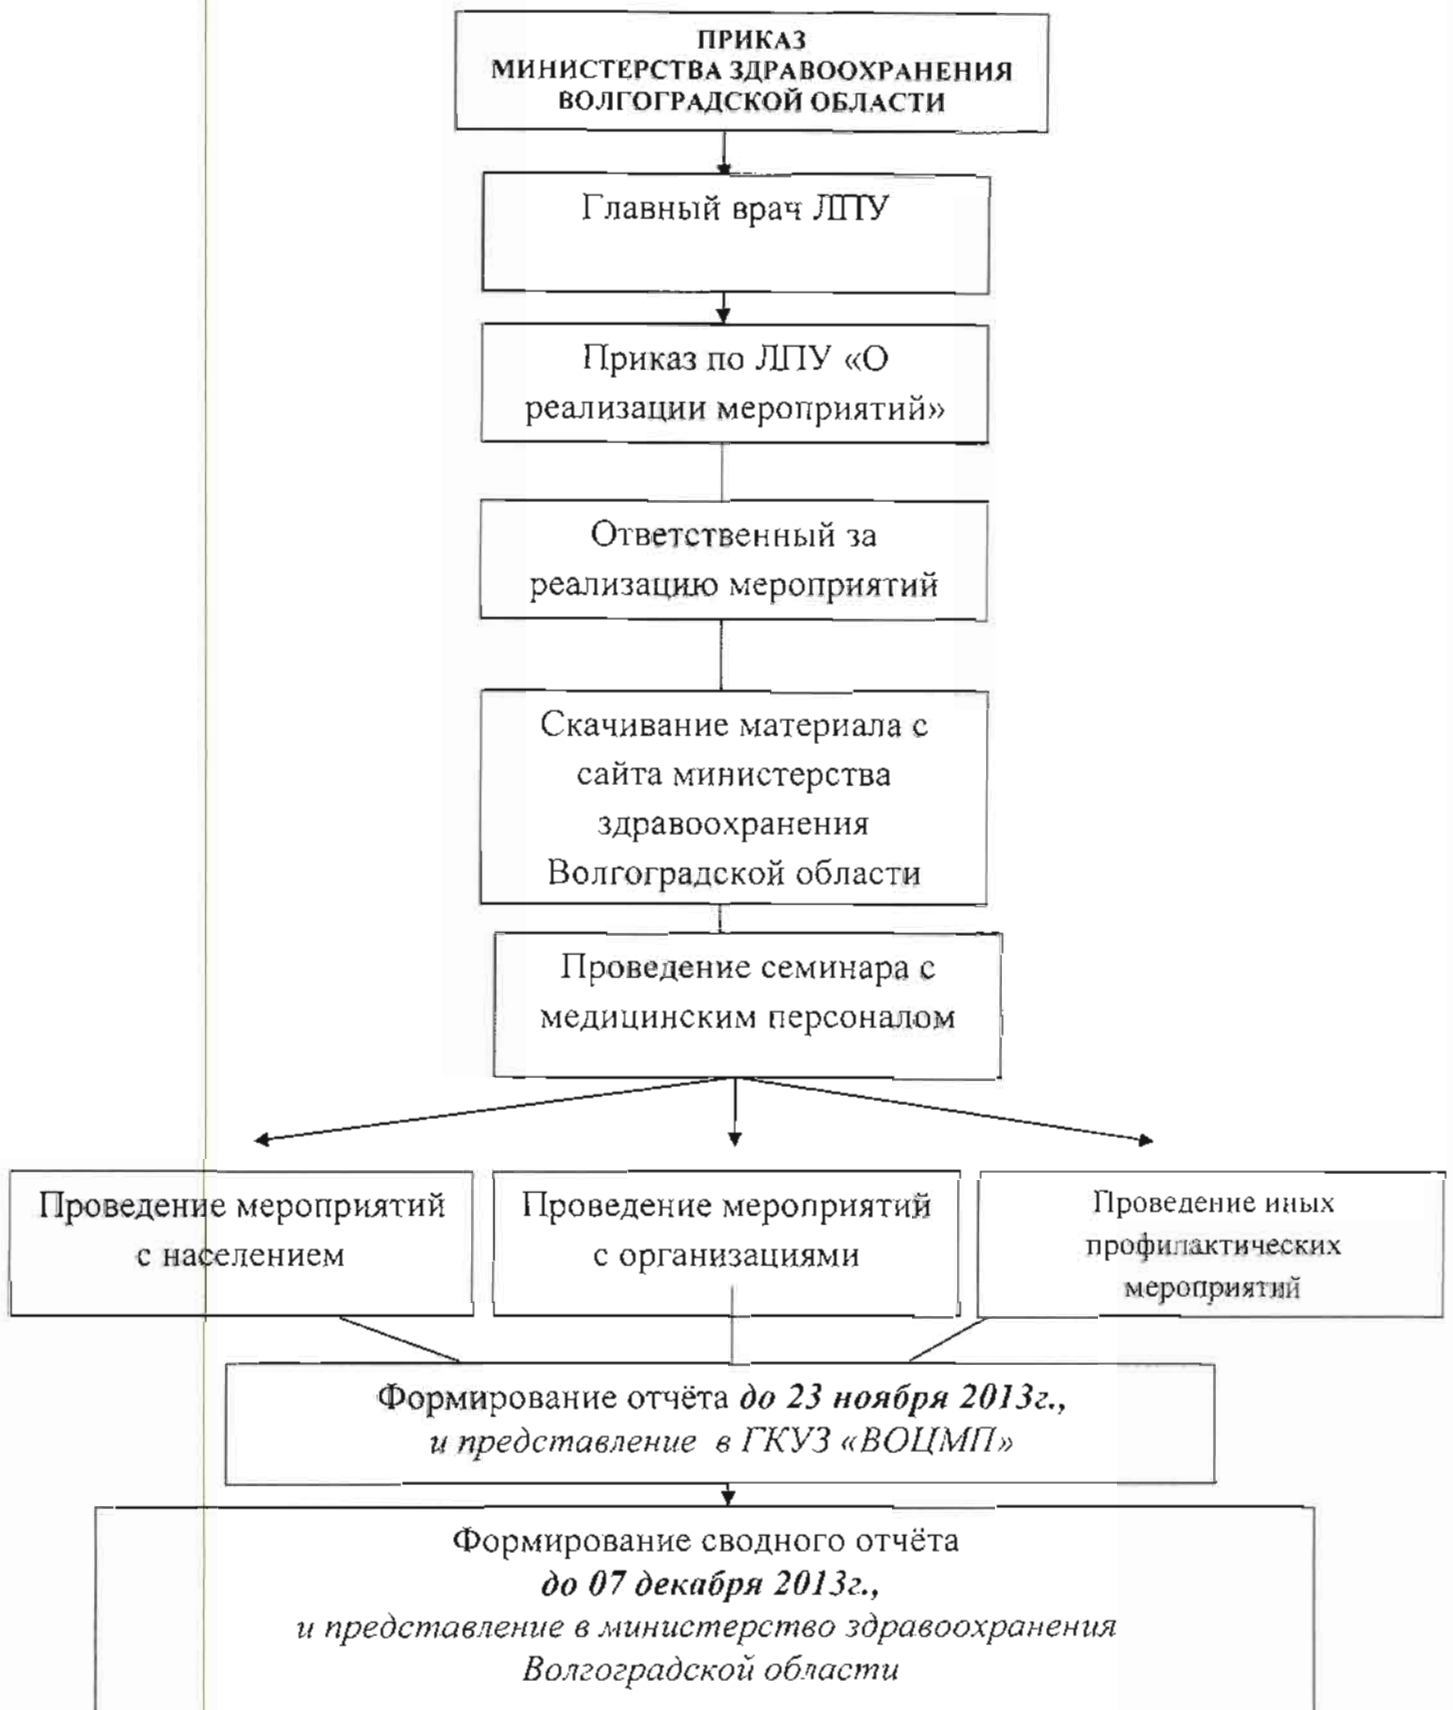 ПРИКАЗ
МИНИСТЕРСТВА ЗДРАВООХРАНЕНИЯ
ВОЛГОГРАДСКОЙ ОБЛАСТИ
Главный врач ЛПУ
Приказ по ЛПУ «О
реализации мероприятий»
Ответственный за
реализацию мероприятий
Скачивание материала с
сайта министерства
здравоохранения
Волгоградской области
Проведение семинара с
медицинским персоналом
Проведение мероприятий
с населением
Проведение мероприятий
с организациями
Проведение иных
профилактических
мероприятий
Формирование отчёта до 23 ноября 2013г.,
и представление в ГКУЗ «ВОЦМП»
Формирование сводного отчёта
до 07 декабря 2013г.,
и представление в министерство здравоохранения
Волгоградской области